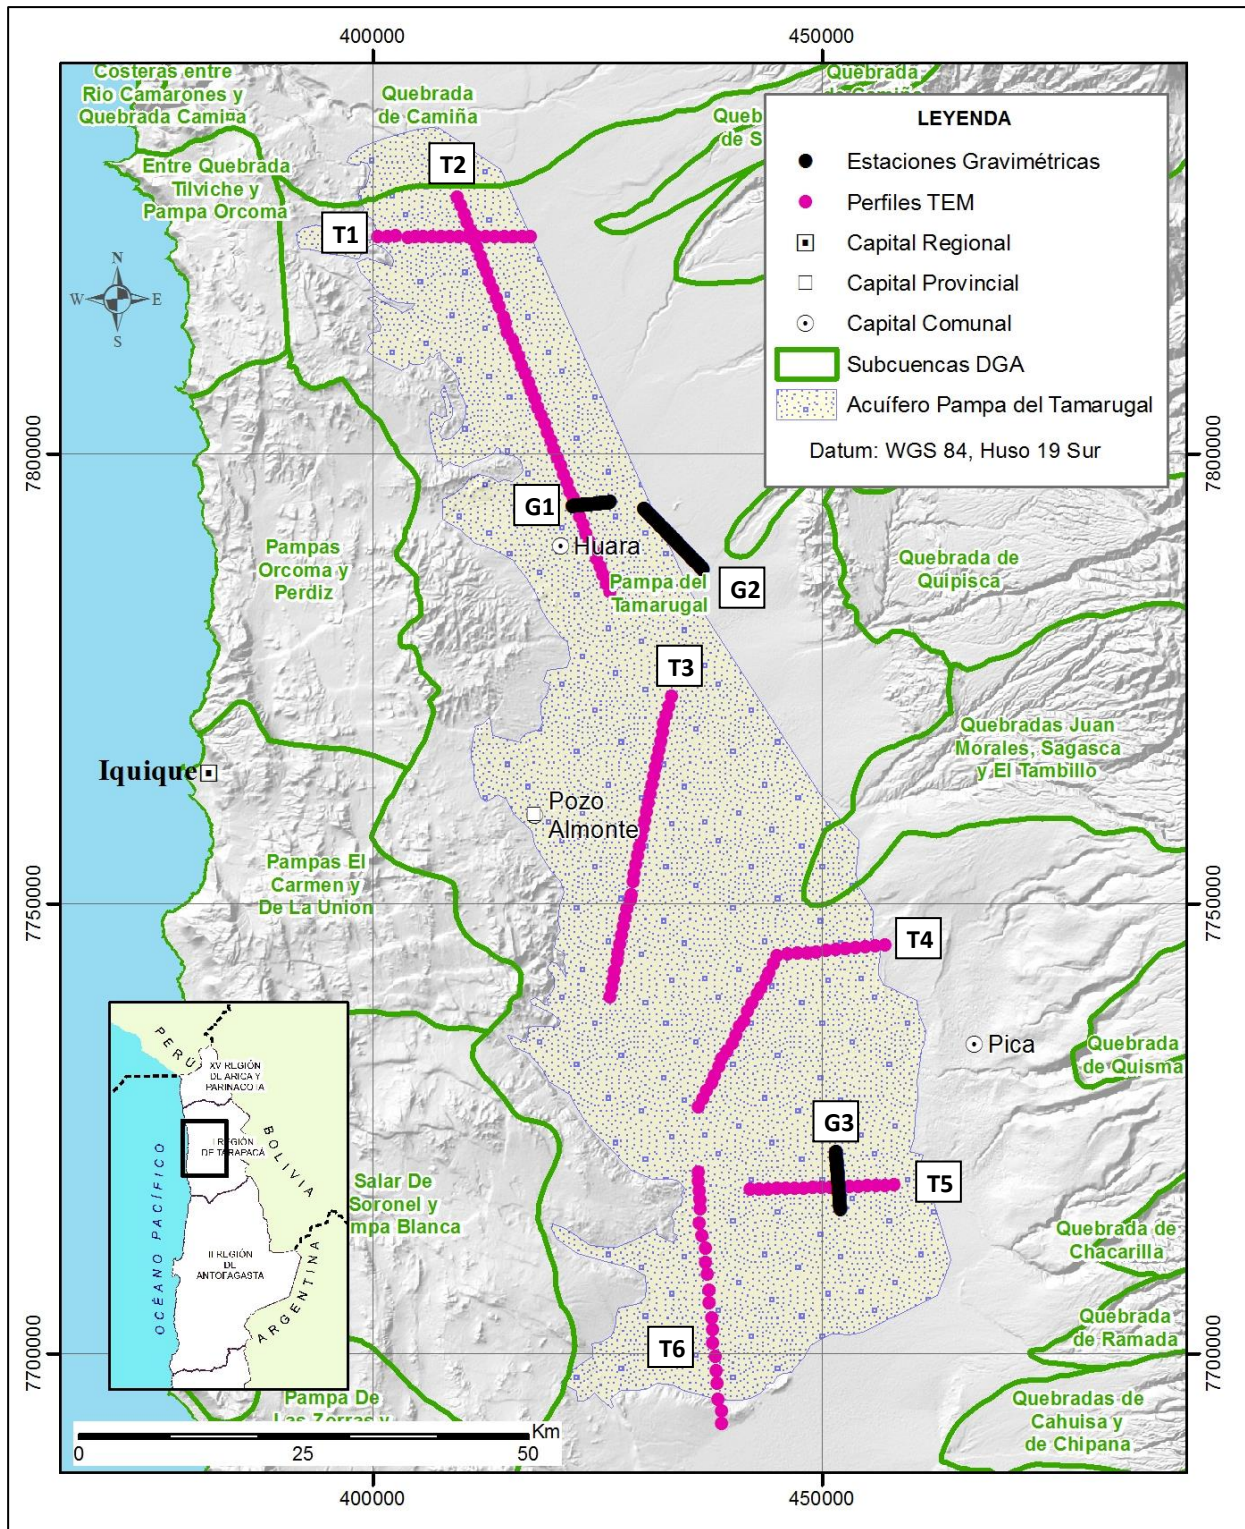 400000
450000
Costeras entre
Rio Camarones y
Quebrada Camiña
Quebrada
de Camiña
Quebrada
Entre Quebrada
Tilviche y
Pampa Orcoma
T2
T1
N
W
E
S
LEYENDA
Estaciones Gravimétricas
Perfiles TEM
Capital Regional
Capital Provincial
Capital Comunal
Subcuencas DGA
Acuífero Pampa del Tamarugal
Datum: WGS 84, Huso 19 Sur
7800000
7800000
G1
Huara
G2
Pampa del
Tamarugal
Pampas
Orcoma y
Perdiz
Quebrada de
Quipisca
T3
Quebradas Juan
Morales, Sagasca
y El Tambillo
Iquique
Pozo
Almonte
Pampas El
Carmen y
De La Union
7750000
7750000
T4
Pica
Quebrada
de Quisma
G3
T5
Salar De
Soronel y
mpa Blanca
Quebrada de
Chacarilla
Quebrada
de Ramada
T6
Quebradas de
Cahuisa y
de Chipana
7700000
7700000
PERÚ
XV REGIÓN
DE ARICA Y
PARINACOTA
BOLIVIA
I REGIÓN
DE TARAPACÁ
OCÉANO PACÍFICO
II REGIÓN
DE
ANTOFAGASTA
ARGENTINA
Pampa De
Las Zorras y
Km
0
25
50
400000
450000